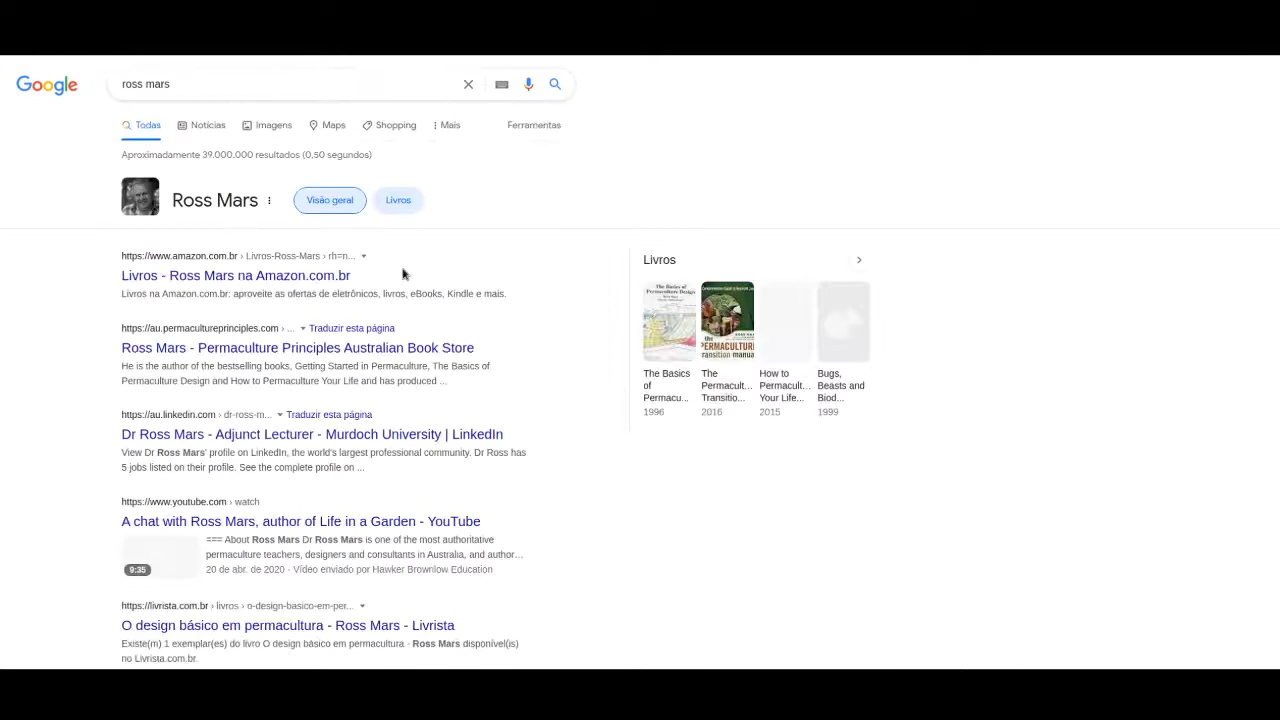 Google
ross mars
Todas
Notícias
Imagens
Maps
Shopping
Mais
Ferramentas
Aproximadamente 39.000.000 resultados (0,50 segundos)
Ross Mars
Visão geral
Livros
https://www.amazon.com.br › Livros-Ross-Mars › rh=n...
Livros - Ross Mars na Amazon.com.br
Livros na Amazon.com.br: aproveite as ofertas de eletrônicos, livros, eBooks, Kindle e mais.
https://au.permacultureprinciples.com › ... Traduzir esta página
Ross Mars - Permaculture Principles Australian Book Store
He is the author of the bestselling books, Getting Started in Permaculture, The Basics of
Permaculture Design and How to Permaculture Your Life and has produced ...
https://au.linkedin.com › dr-ross-m... Traduzir esta página
Dr Ross Mars - Adjunct Lecturer - Murdoch University | LinkedIn
View Dr Ross Mars' profile on LinkedIn, the world's largest professional community. Dr Ross has
5 jobs listed on their profile. See the complete profile on ...
https://www.youtube.com › watch
A chat with Ross Mars, author of Life in a Garden - YouTube
9:35
=== About Ross Mars Dr Ross Mars is one of the most authoritative
permaculture teachers, designers and consultants in Australia, and author...
20 de abr. de 2020 · Vídeo enviado por Hawker Brownlow Education
https://livrista.com.br › livros › o-design-basico-em-per...
O design básico em permacultura - Ross Mars - Livrista
Existe(m) 1 exemplar(es) do livro O design básico em permacultura · Ross Mars disponível(is)
no Livrista.com.br.
Livros
The Basics of
Permaculture Design
PERMACULTURE
transition manual
The Basics
of
Permacu...
1996
The
Permacult...
Transitio...
2016
How to
Permacult...
Your Life...
2015
Bugs,
Beasts and
Biod...
1999